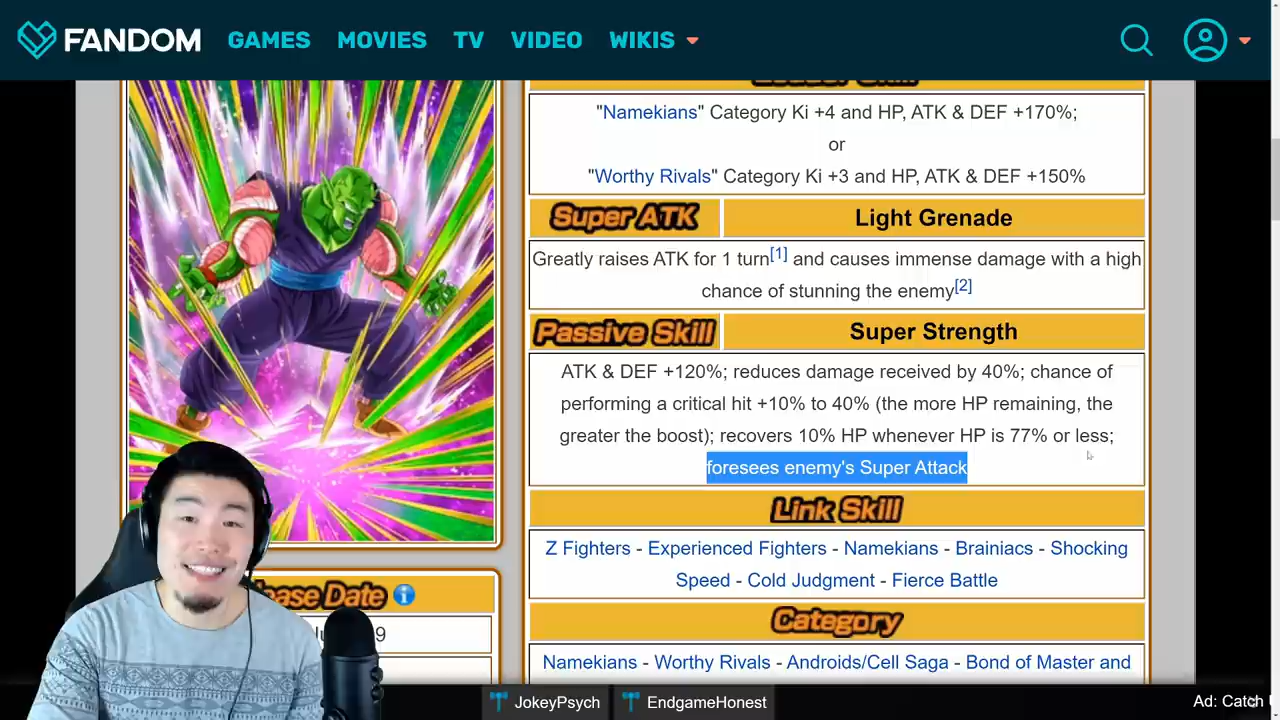 FANDOM GAMES MOVIES TV VIDEO WIKIS
Leader Skill
"Namekians" Category Ki +4 and HP, ATK & DEF +170%;
or
"Worthy Rivals" Category Ki +3 and HP, ATK & DEF +150%
Super ATK Light Grenade
Greatly raises ATK for 1 turn[1] and causes immense damage with a high
chance of stunning the enemy[2]
Passive Skill Super Strength
ATK & DEF +120%; reduces damage received by 40%; chance of
performing a critical hit +10% to 40% (the more HP remaining, the
greater the boost); recovers 10% HP whenever HP is 77% or less;
foresees enemy's Super Attack
Link Skill
Z Fighters - Experienced Fighters - Namekians - Brainiacs - Shocking
Speed - Cold Judgment - Fierce Battle
Category
Namekians - Worthy Rivals - Androids/Cell Saga - Bond of Master and
ease Date
9
JokeyPsych EndgameHonest Ad: Catch